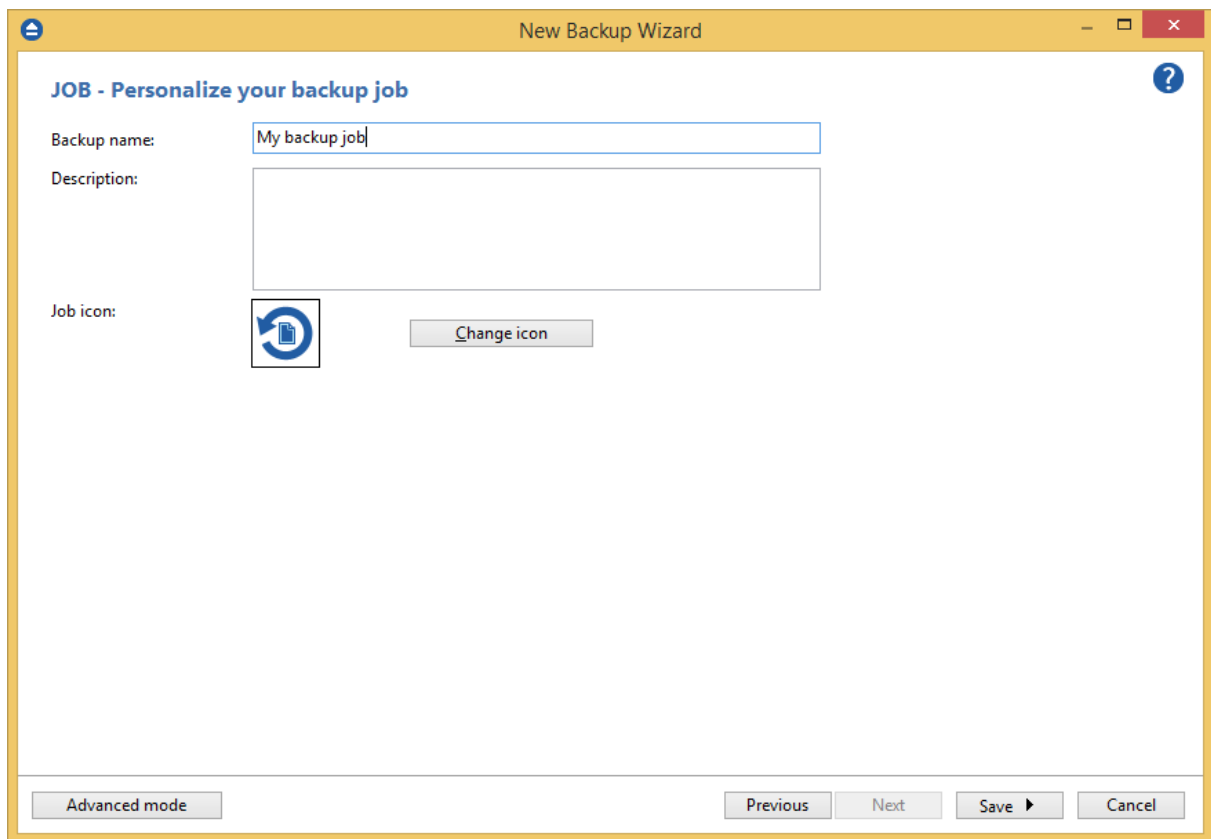 New Backup Wizard
JOB - Personalize your backup job
Backup name: My backup job
Description:
Job icon: Change icon
Advanced mode Previous Next Save Cancel